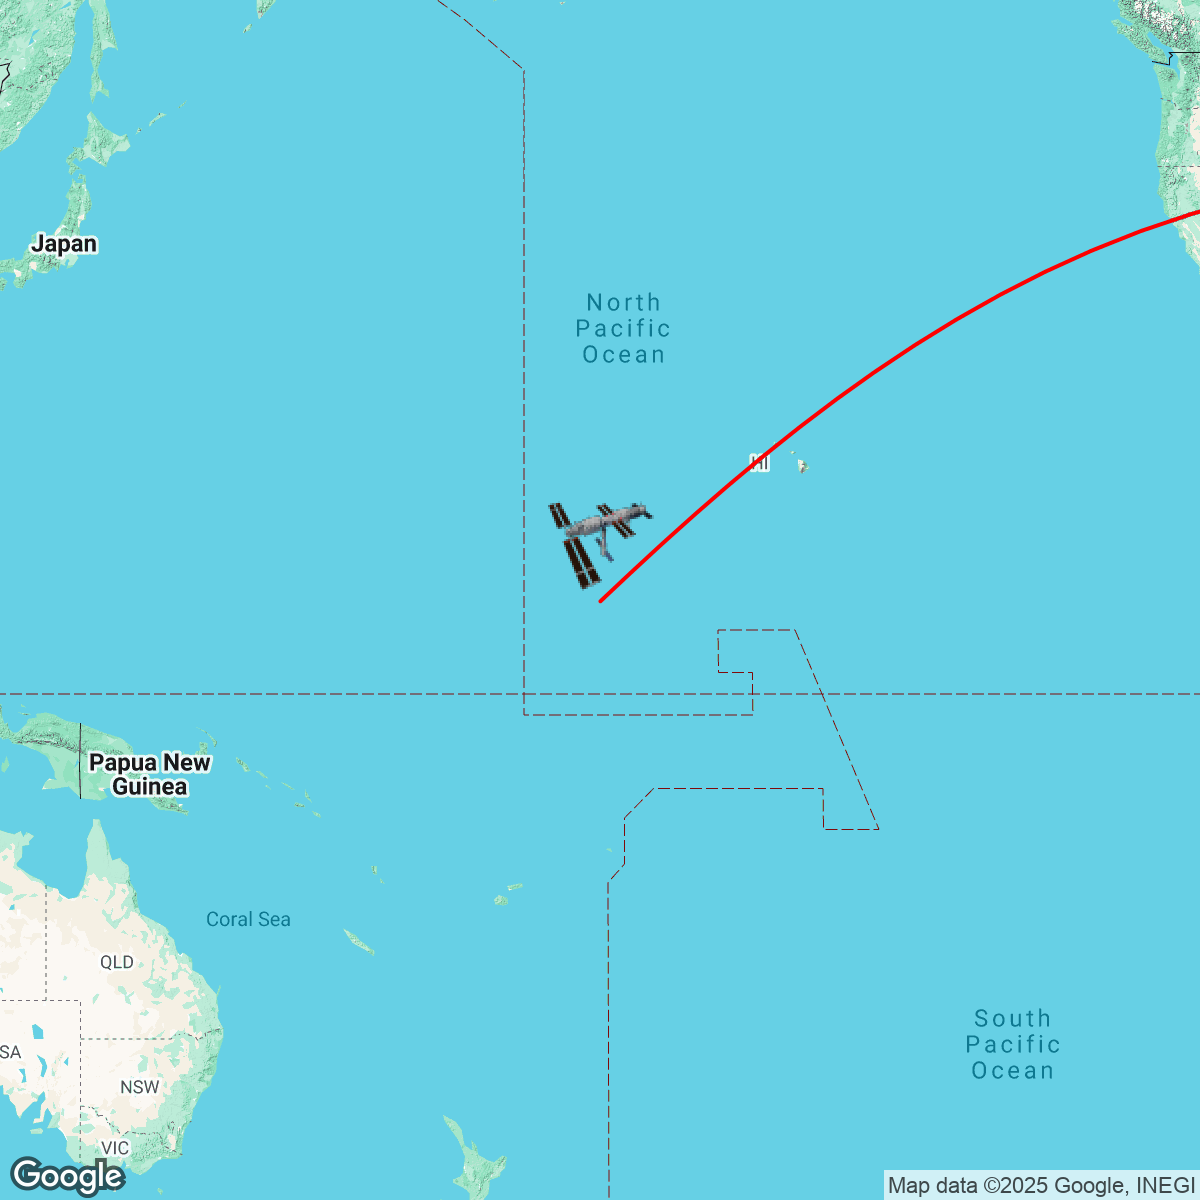 Japan
North
Pacific
Ocean
HI
Papua New
Guinea
Coral Sea
QLD
South
Pacific
Ocean
SA
NSW
VIC
Google
Map data ©2025 Google, INEGI